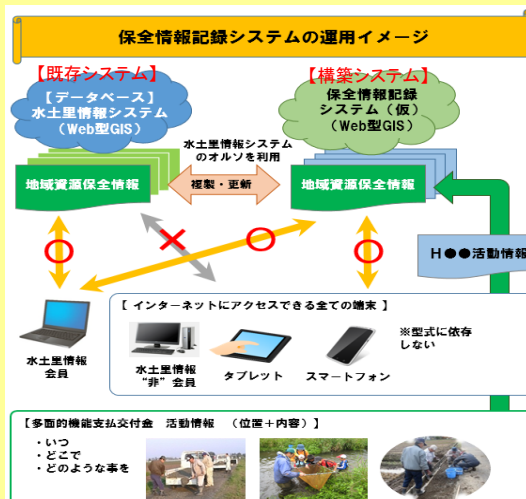 保全情報記録システムの運用イメージ
【既存システム】
【データベース】
水土里情報システム
（Web型GIS）
【構築システム】
保全情報記録
システム（仮）
（Web型GIS）
水土里情報システム
のオルソを利用
地域資源保全情報
複製・更新
地域資源保全情報
H●●活動情報
【 インターネットにアクセスできる全ての端末 】
水土里情報
会員
水土里情報
“非”会員
タブレット
スマートフォン
※型式に依存
しない
【多面的機能支払交付金　活動情報　（位置＋内容）】
・いつ
・どこで
・どのような事を